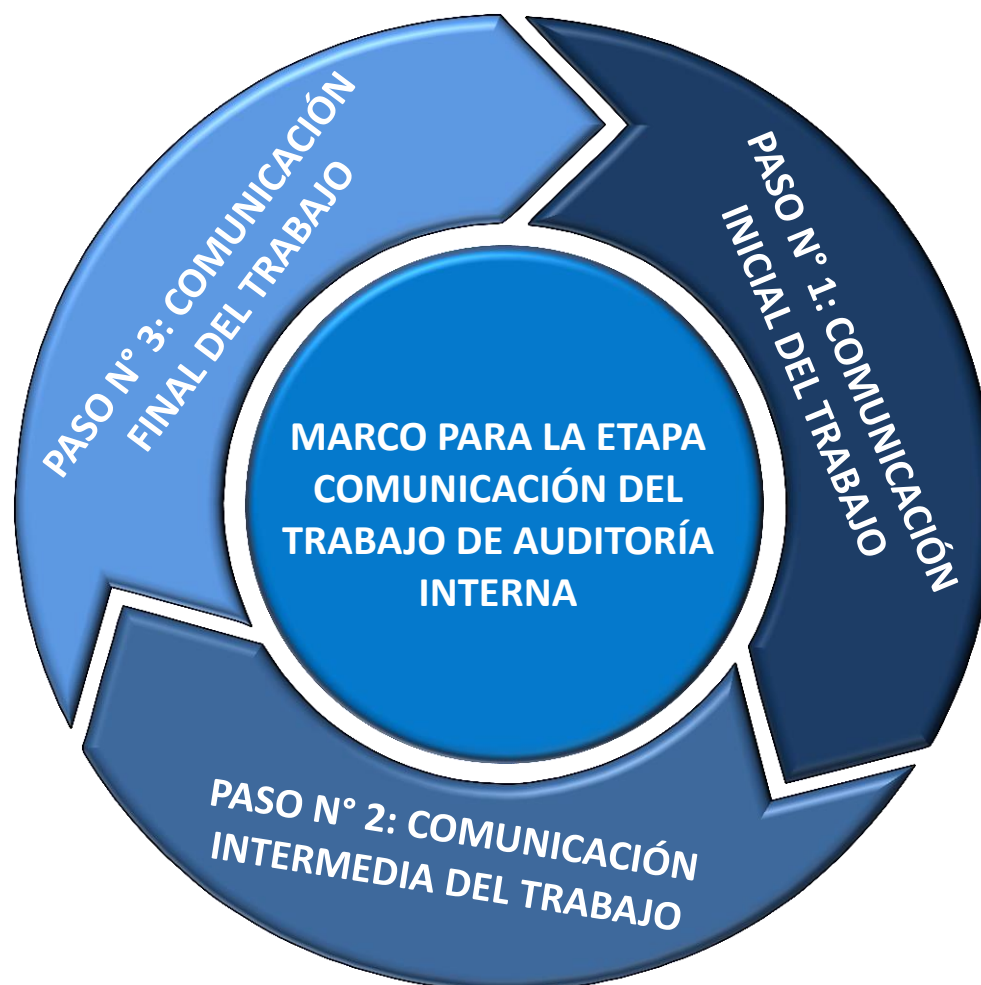 MARCO PARA LA ETAPA
COMUNICACIÓN DEL
TRABAJO DE AUDITORÍA
INTERNA
PASO N° 1: COMUNICACIÓN
INICIAL DEL TRABAJO
PASO N° 2: COMUNICACIÓN
INTERMEDIA DEL TRABAJO
PASO N° 3: COMUNICACIÓN
FINAL DEL TRABAJO